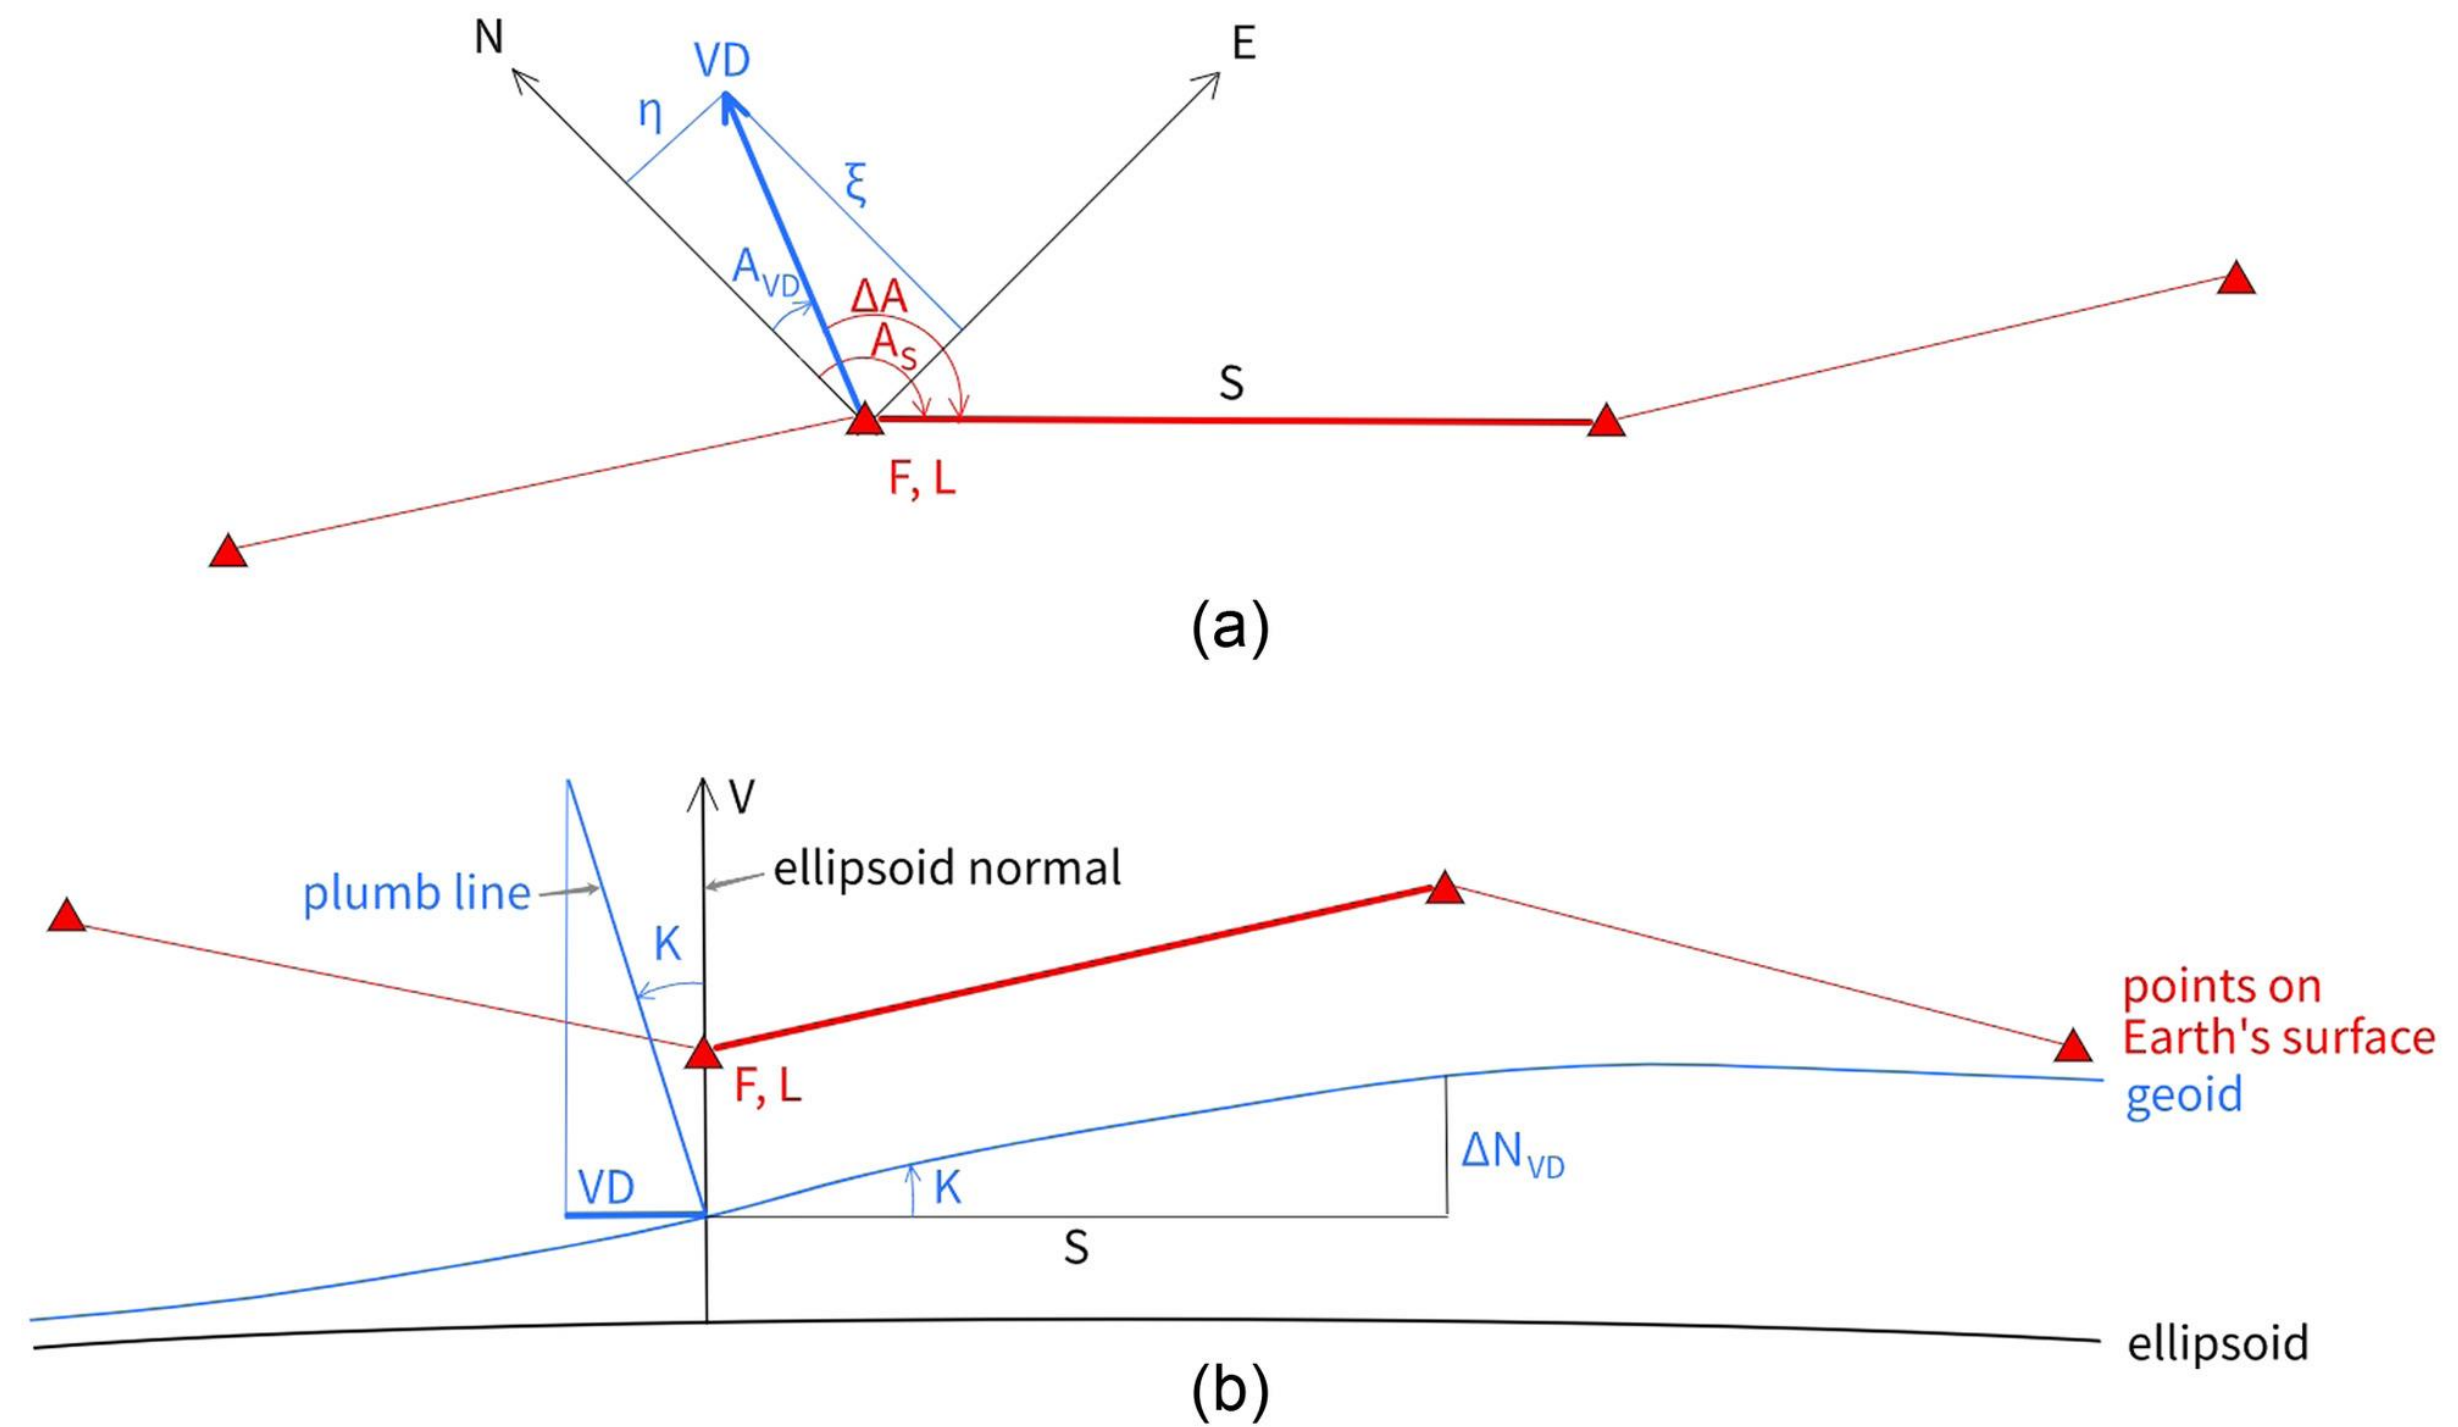 N
VD
E
η
ξ
A_VD
ΔA
A_S
S
F, L
(a)
V
ellipsoid normal
plumb line
K
points on
Earth's surface
F, L
geoid
ΔN_VD
VD
K
S
ellipsoid
(b)